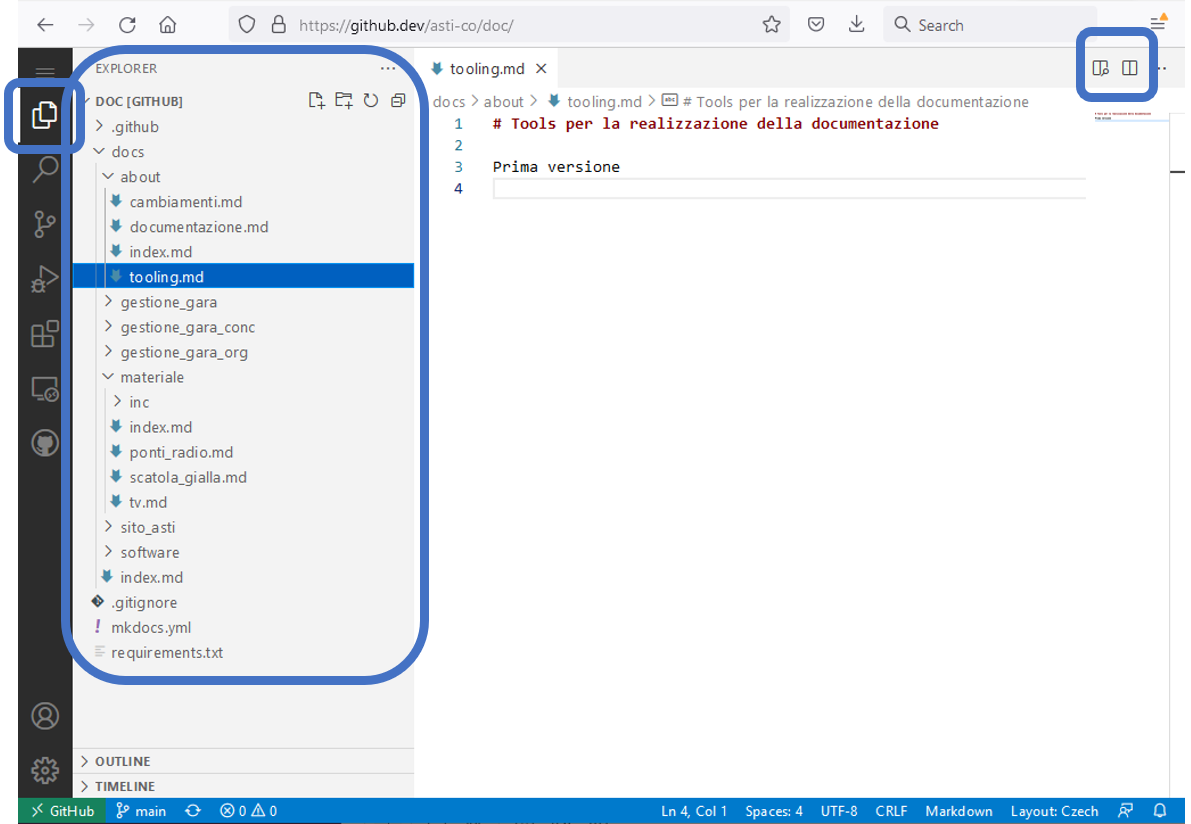 https://github.dev/asti-co/doc/
Search
EXPLORER
DOC [GITHUB]
.github
docs
about
cambiamenti.md
documentazione.md
index.md
tooling.md
gestione_gara
gestione_gara_conc
gestione_gara_org
materiale
inc
index.md
ponti_radio.md
scatola_gialla.md
tv.md
sito_asti
software
index.md
.gitignore
mkdocs.yml
requirements.txt
OUTLINE
TIMELINE
tooling.md
docs > about > tooling.md > abc # Tools per la realizzazione della documentazione
1 # Tools per la realizzazione della documentazione
2
3 Prima versione
4
GitHub main 0 0 Ln 4, Col 1 Spaces: 4 UTF-8 CRLF Markdown Layout: Czech